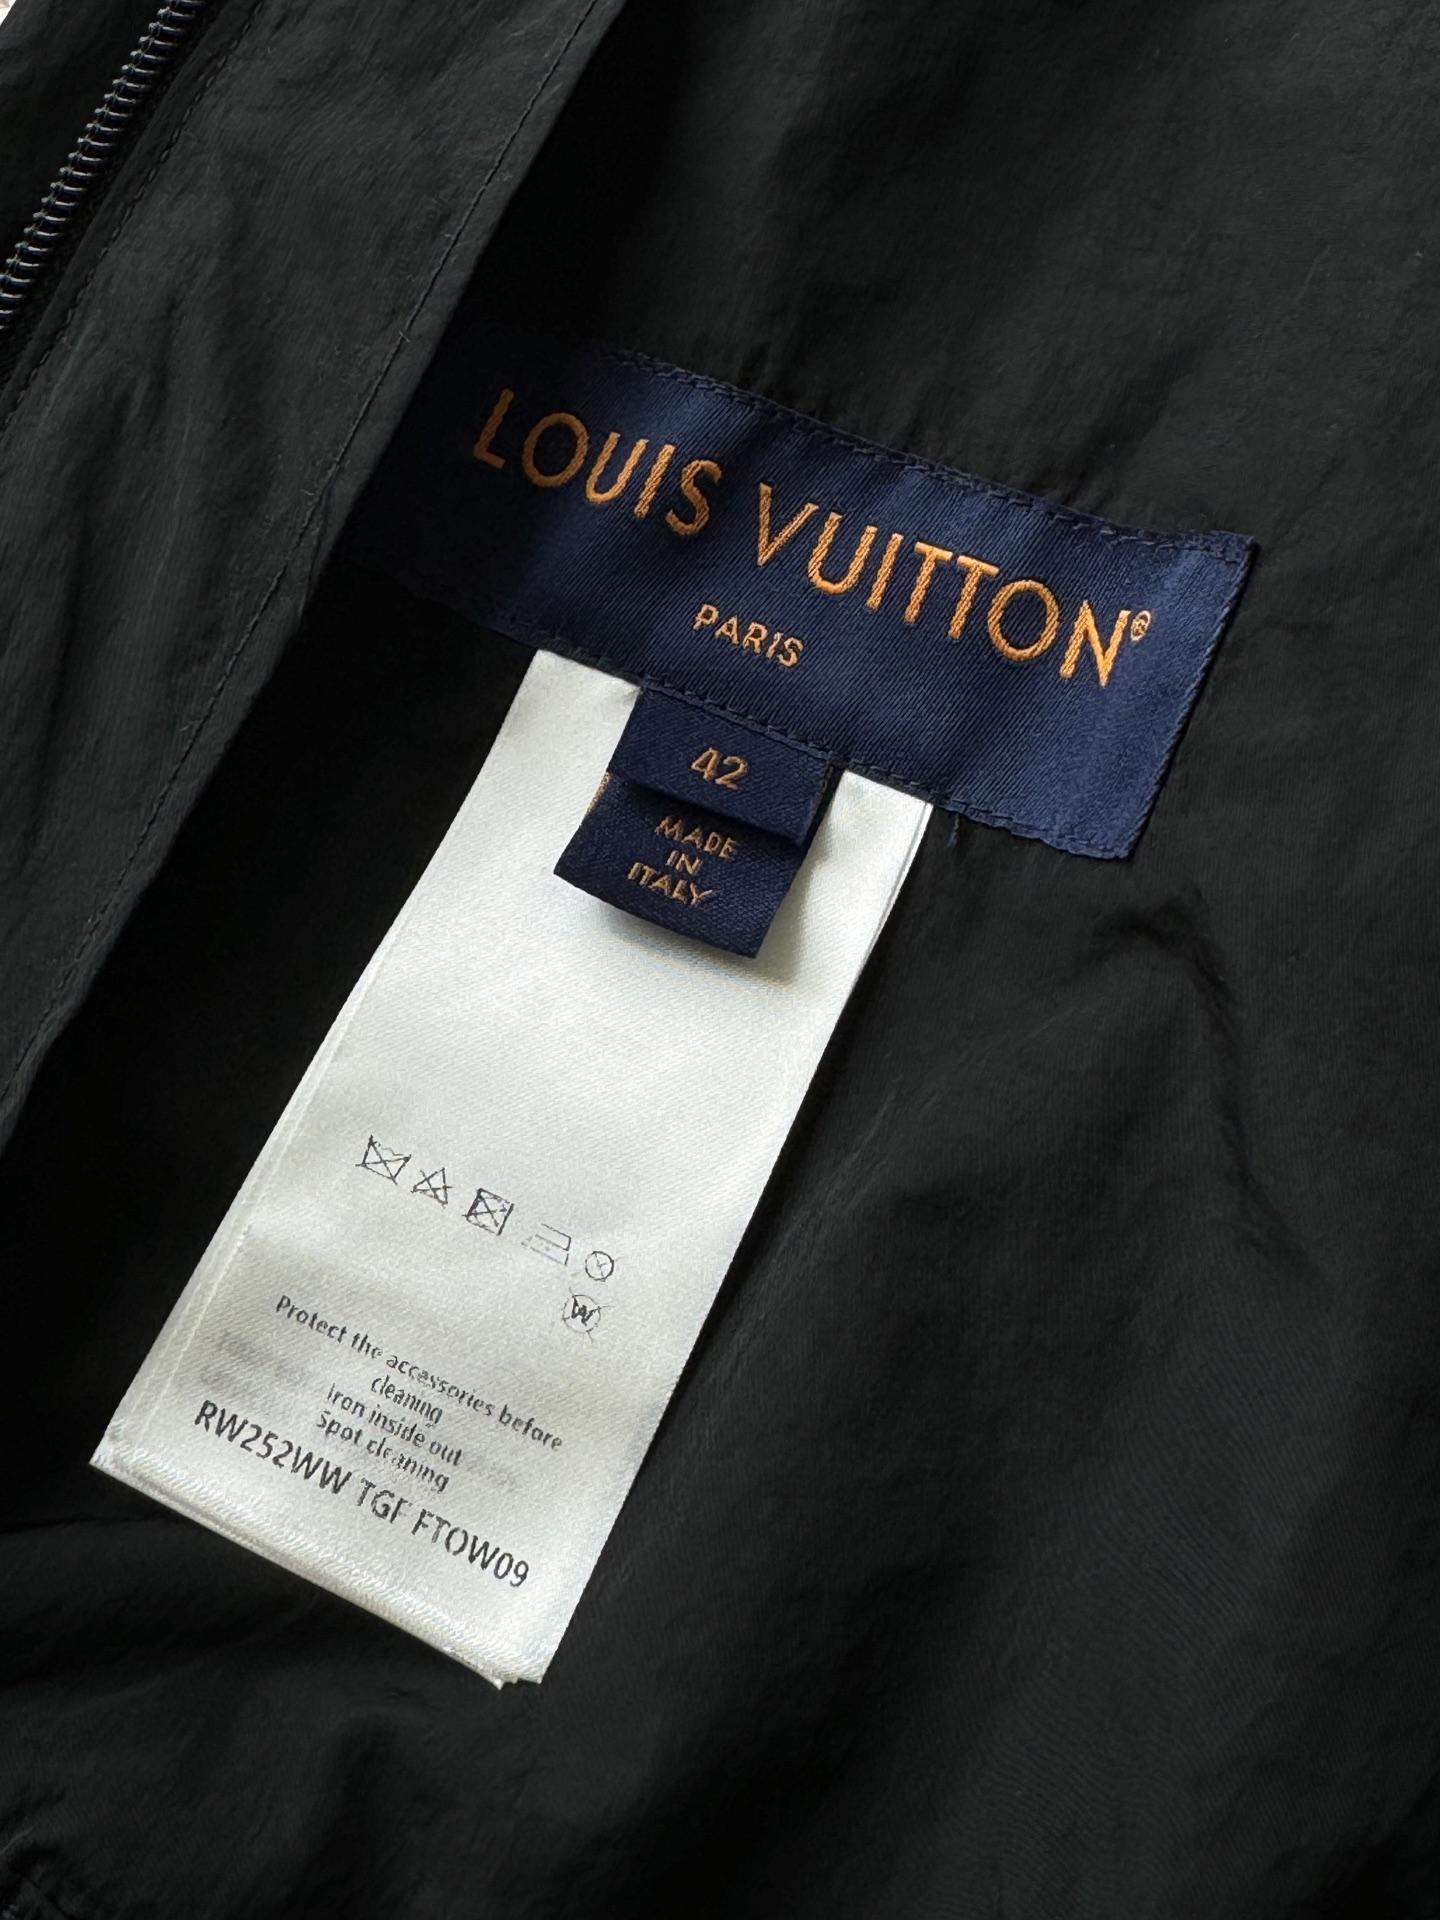 LOUIS VUITTON®
PARIS
42
MADE
IN
ITALY
Protect the accessories before
cleaning
Iron inside out
Spot cleaning
RW252WW TGF FTOW09